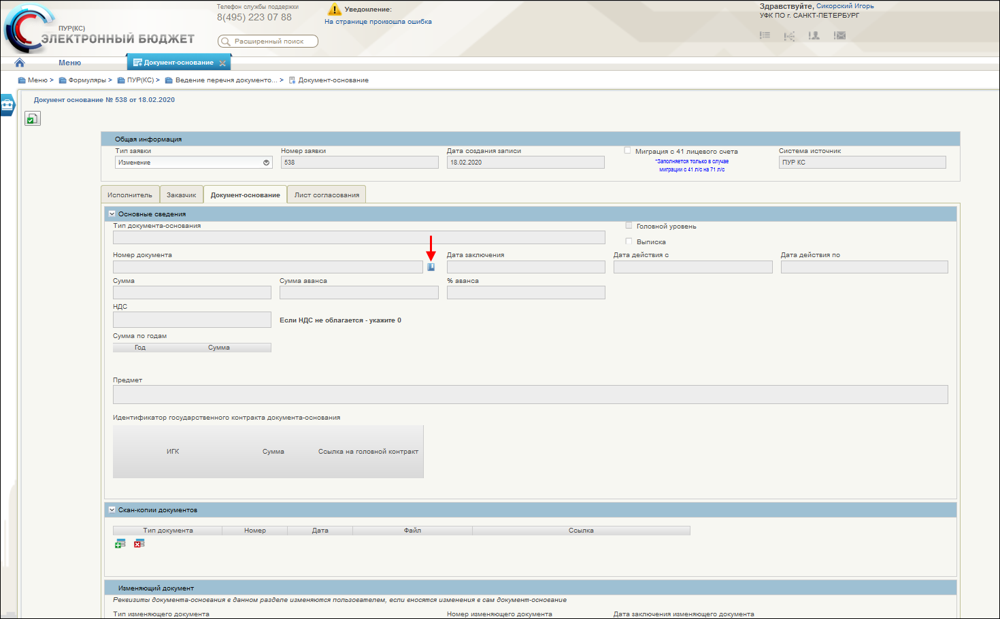 ПУР(КС)
ЭЛЕКТРОННЫЙ БЮДЖЕТ
Телефон службы поддержки
8(495) 223 07 88
Расширенный поиск
Уведомление:
На странице произошла ошибка
Здравствуйте, Сикорский Игорь
УФК ПО г. САНКТ-ПЕТЕРБУРГ
Меню
Документ-основание
Меню > Формуляры > ПУР(КС) > Ведение перечня документо... > Документ-основание
Документ основание № 538 от 18.02.2020
Общая информация
Тип заявки Номер заявки Дата создания записи Миграция с 41 лицевого счета Система источник
Изменение 538 18.02.2020 *Заполняется только в случае ПУР КС
миграции с 41 л/с на 71 л/с
Исполнитель Заказчик Документ-основание Лист согласования
Основные сведения
Тип документа-основания Головной уровень
Выписка
Номер документа Дата заключения Дата действия с Дата действия по
Сумма Сумма аванса % аванса
НДС
Если НДС не облагается - укажите 0
Сумма по годам
Год Сумма
Предмет
Идентификатор государственного контракта документа-основания
ИГК Сумма Ссылка на головной контракт
Скан-копии документов
Тип документа Номер Дата Файл Ссылка
Изменяющий документ
Реквизиты документа-основания в данном разделе изменяются пользователем, если вносятся изменения в сам документ-основание
Тип изменяющего документа Номер изменяющего документа Дата заключения изменяющего документа